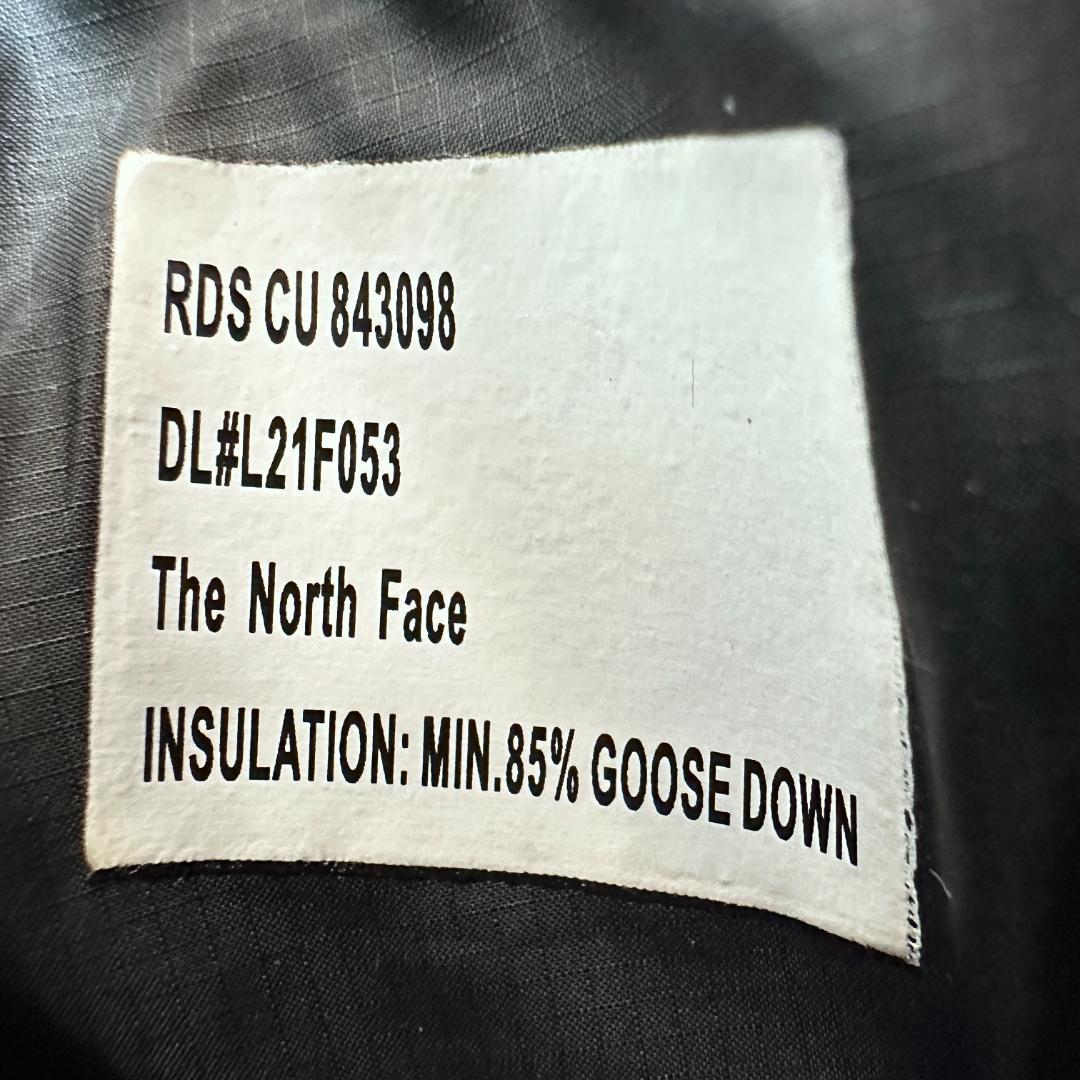 RDS CU 843098
DL#L21F053
The North Face
INSULATION: MIN.85% GOOSE DOWN